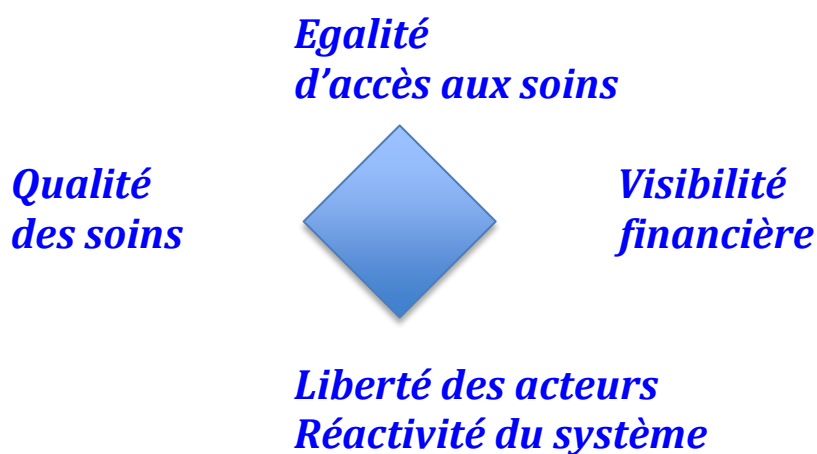 Egalité
d’accès aux soins
Qualité
des soins
Visibilité
financière
Liberté des acteurs
Réactivité du système